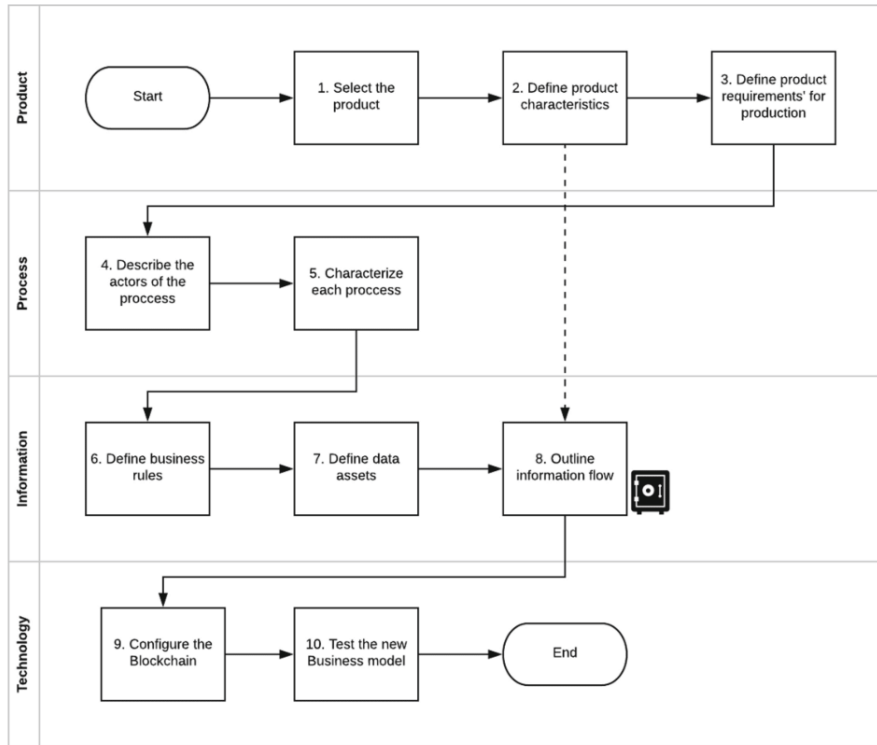 Product
Start
1. Select the
product
2. Define product
characteristics
3. Define product
requirements' for
production
Process
4. Describe the
actors of the
proccess
5. Characterize
each proccess
Information
6. Define business
rules
7. Define data
assets
8. Outline
information flow
Technology
9. Configure the
Blockchain
10. Test the new
Business model
End